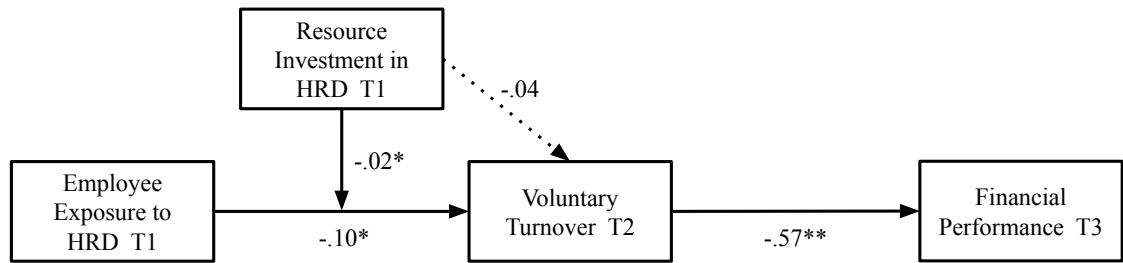 Resource
Investment in
HRD T1
-.04
-.02*
Employee
Exposure to
HRD T1
-.10*
Voluntary
Turnover T2
-.57**
Financial
Performance T3